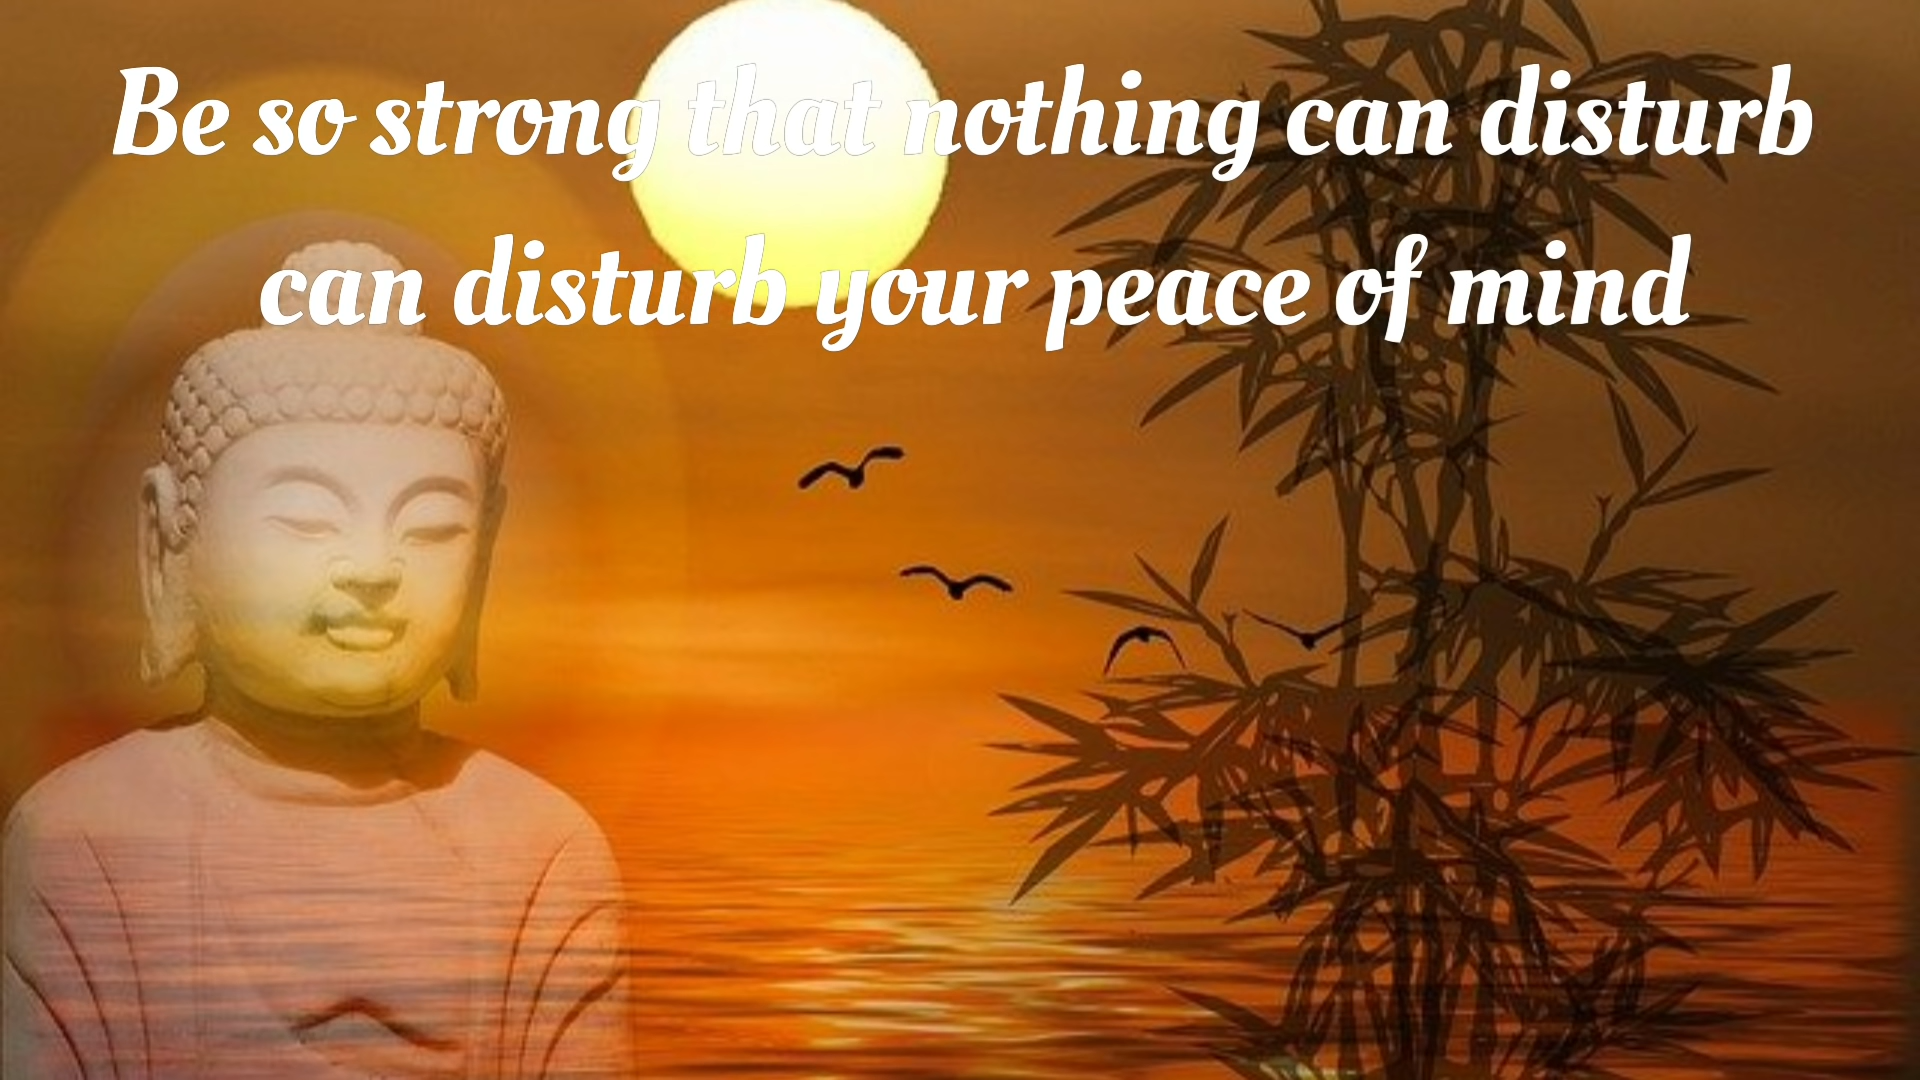 Be so strong that nothing can disturb
can disturb your peace of mind